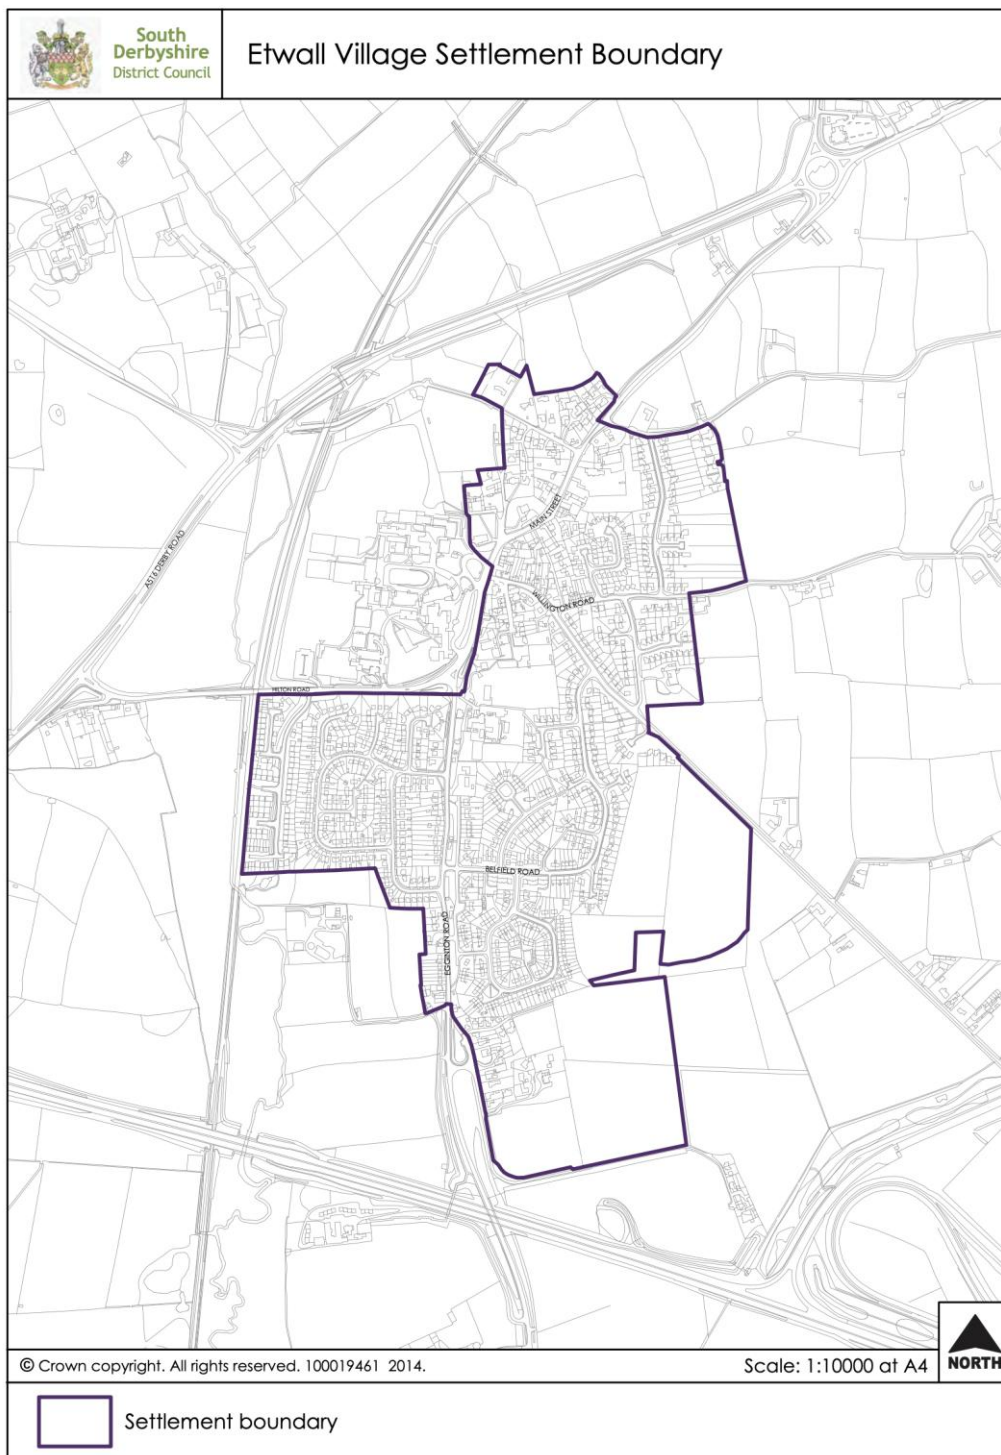 South
Derbyshire
District Council
Etwall Village Settlement Boundary
MAIN STREET
A516 DERBY ROAD
WILLINGTON ROAD
HILTON ROAD
BELFIELD ROAD
EGGINTON ROAD
© Crown copyright. All rights reserved. 100019461 2014.
Scale: 1:10000 at A4
NORTH
Settlement boundary